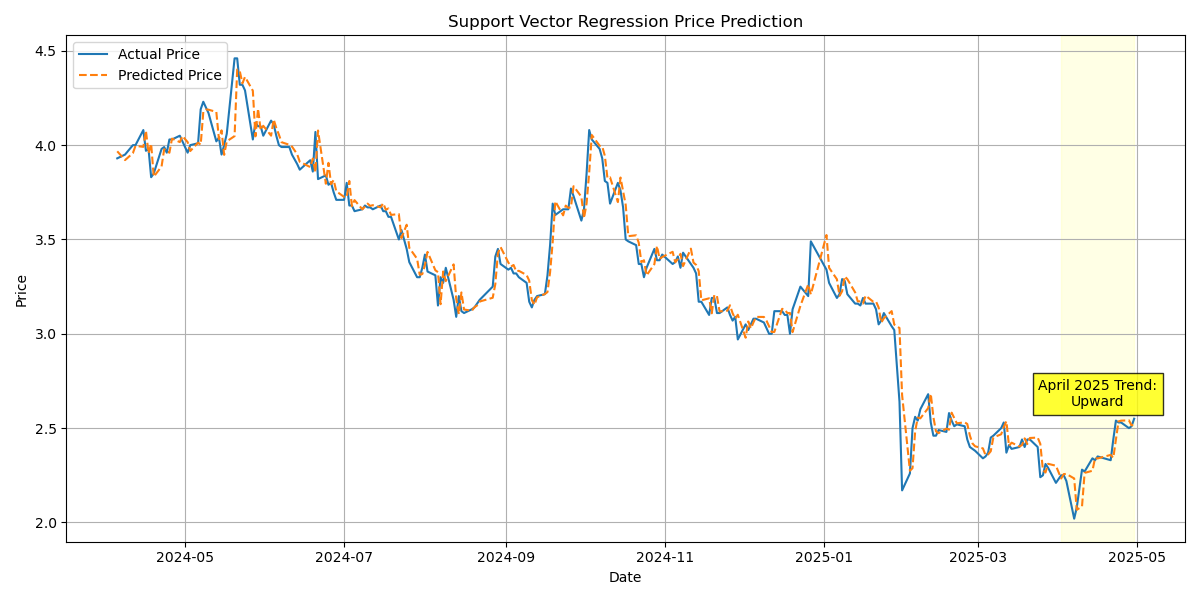 Support Vector Regression Price Prediction
Actual Price
Predicted Price
4.5
4.0
3.5
3.0
2.5
2.0
Price
April 2025 Trend:
Upward
2024-05
2024-07
2024-09
2024-11
2025-01
2025-03
2025-05
Date